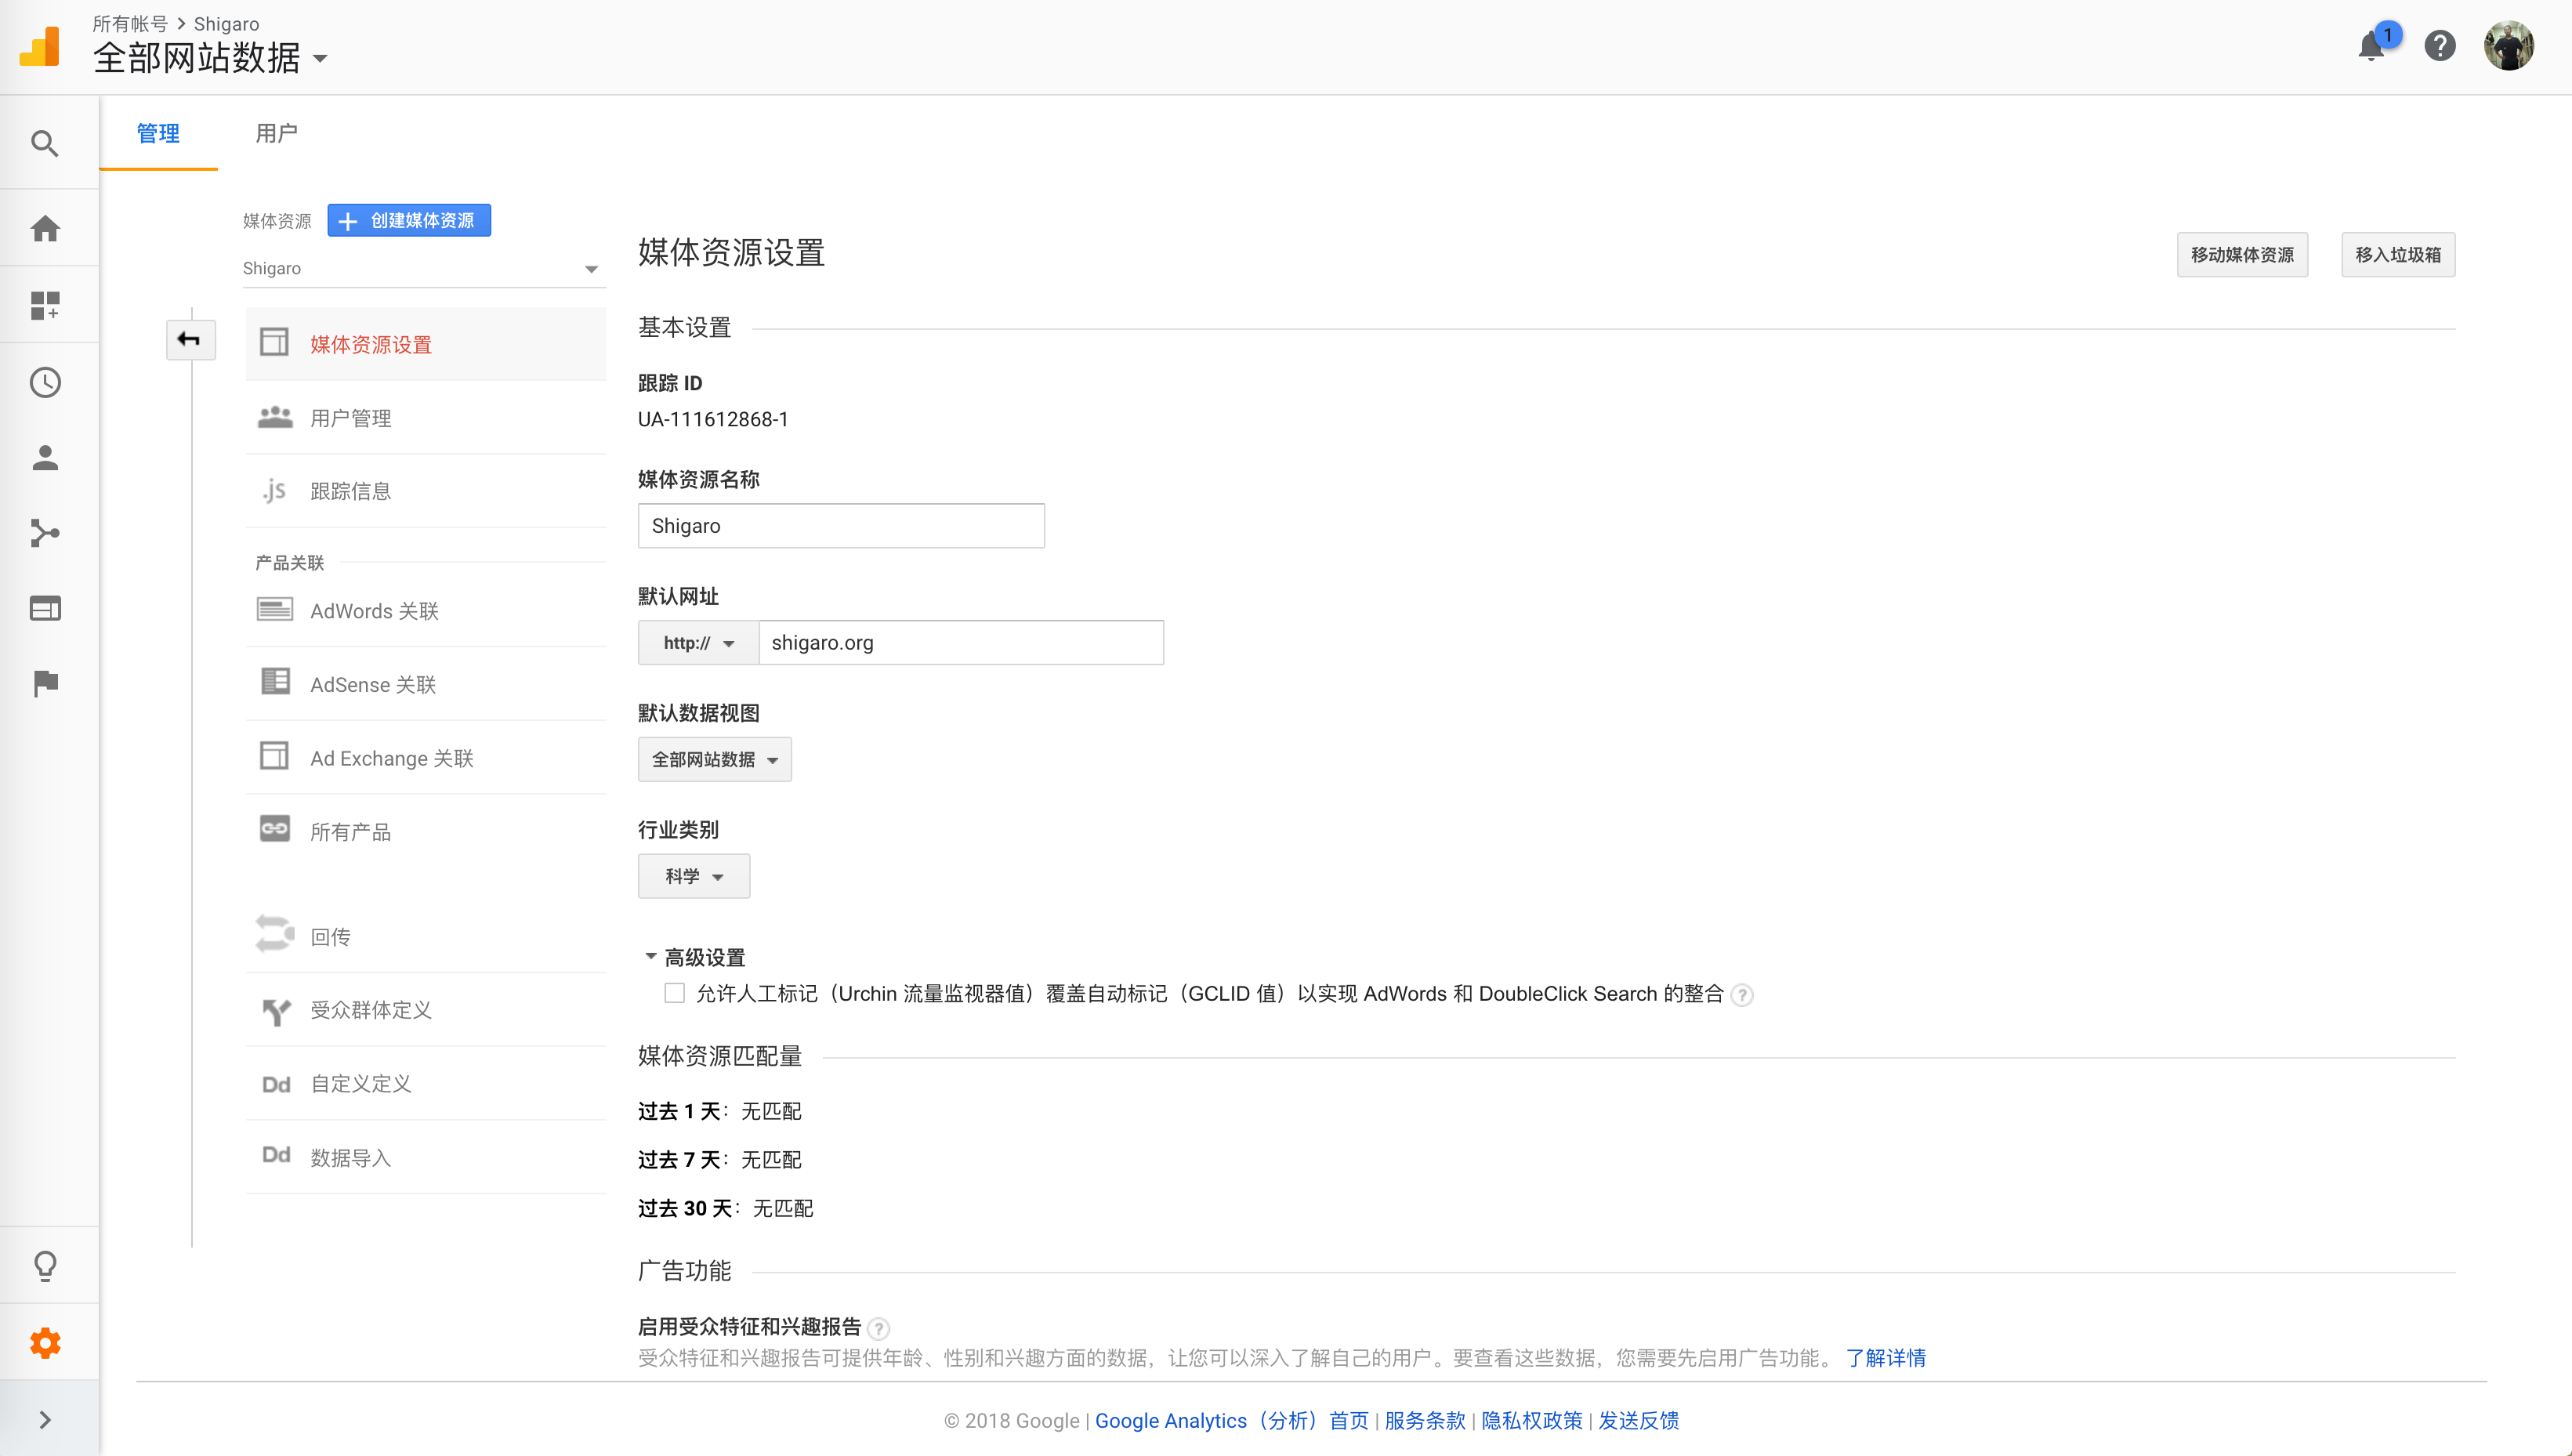 所有帐号 > Shigaro
全部网站数据
1
管理
用户
媒体资源
创建媒体资源
Shigaro
媒体资源设置
用户管理
.js 跟踪信息
产品关联
AdWords 关联
AdSense 关联
Ad Exchange 关联
所有产品
回传
受众群体定义
Dd 自定义定义
Dd 数据导入
媒体资源设置
移动媒体资源
移入垃圾箱
基本设置
跟踪 ID
UA-111612868-1
媒体资源名称
Shigaro
默认网址
http:// shigaro.org
默认数据视图
全部网站数据
行业类别
科学
高级设置
允许人工标记（Urchin 流量监视器值）覆盖自动标记（GCLID 值）以实现 AdWords 和 DoubleClick Search 的整合 ?
媒体资源匹配量
过去 1 天：无匹配
过去 7 天：无匹配
过去 30 天：无匹配
广告功能
启用受众特征和兴趣报告 ?
受众特征和兴趣报告可提供年龄、性别和兴趣方面的数据，让您可以深入了解自己的用户。要查看这些数据，您需要先启用广告功能。 了解详情
© 2018 Google | Google Analytics（分析）首页 | 服务条款 | 隐私权政策 | 发送反馈